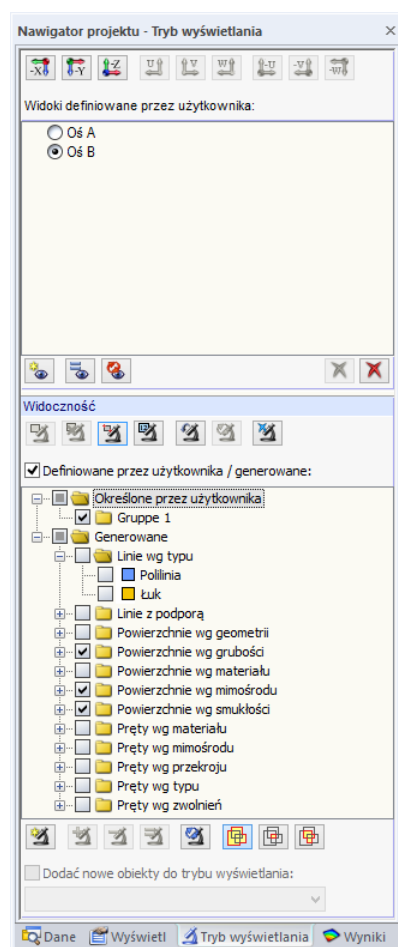 Nawigator projektu - Tryb wyświetlania
-X -Y -Z U V W -U -V -W
Widoki definiowane przez użytkownika:
Oś A
Oś B
Widoczność
Definiowane przez użytkownika / generowane:
Określone przez użytkownika
Gruppe 1
Generowane
Linie wg typu
Polilinia
Łuk
Linie z podporą
Powierzchnie wg geometrii
Powierzchnie wg grubości
Powierzchnie wg materiału
Powierzchnie wg mimośrodu
Powierzchnie wg smukłości
Pręty wg materiału
Pręty wg mimośrodu
Pręty wg przekroju
Pręty wg typu
Pręty wg zwolnień
Dodać nowe obiekty do trybu wyświetlania:
Dane Wyświetl Tryb wyświetlania Wyniki